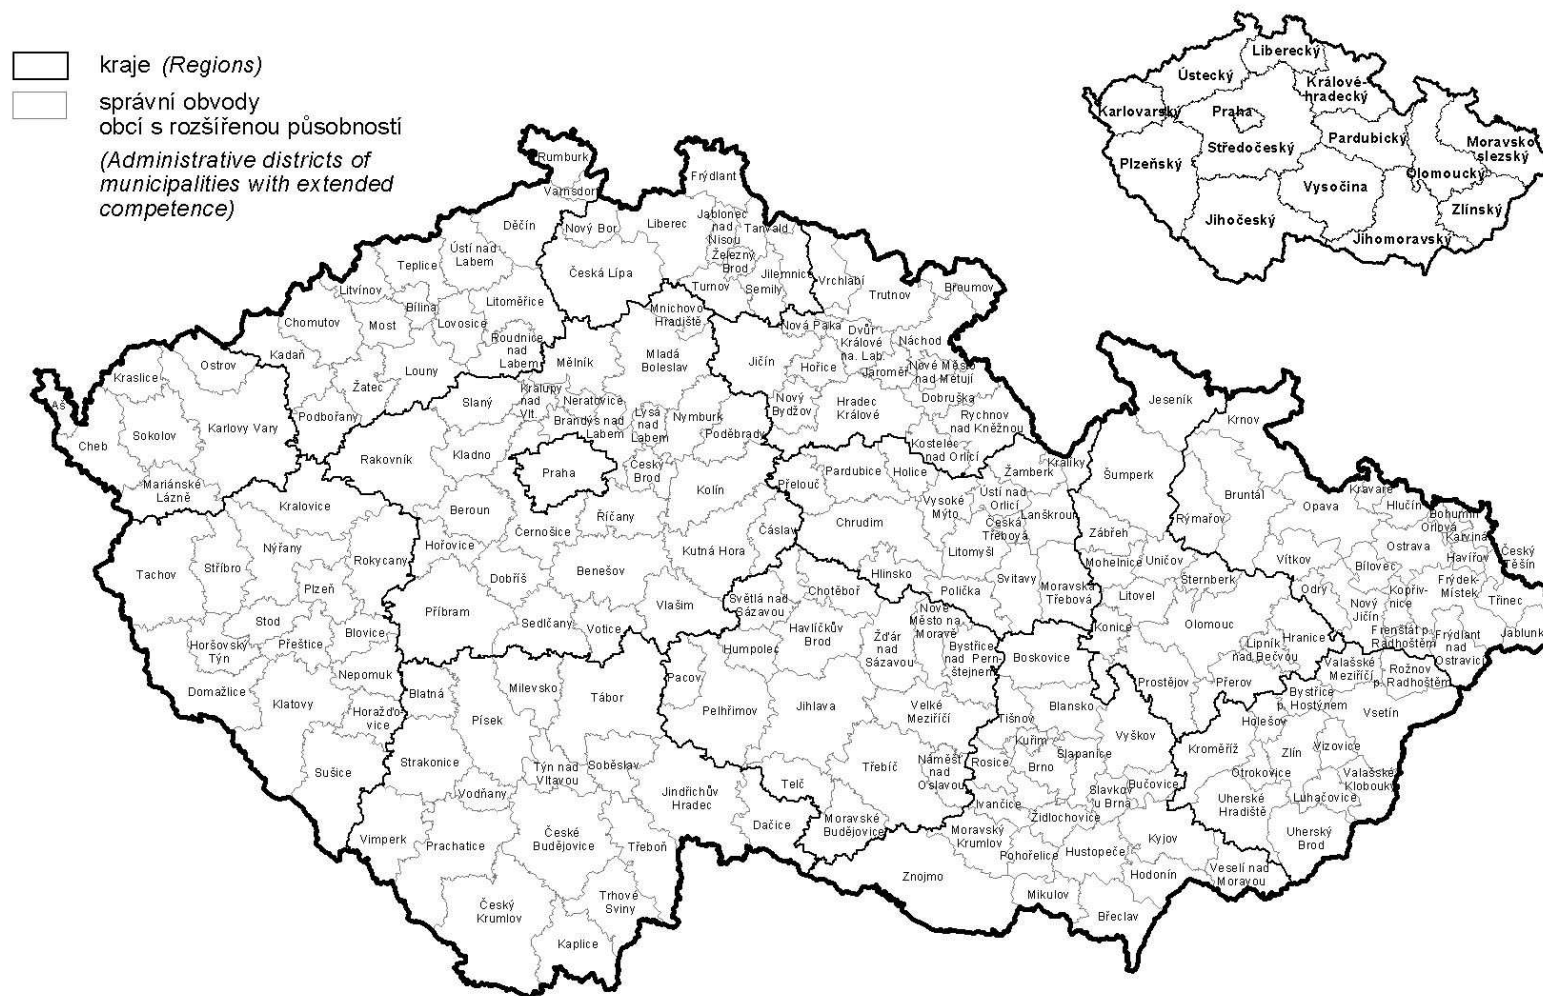 kraje (Regions)
správní obvody
obcí s rozšířenou působností
(Administrative districts of
municipalities with extended
competence)
Liberecký
Ústecký
Králové-
hradecký
Karlovarský
Praha
Pardubický
Moravsko
slezský
Středočeský
Plzeňský
Olomoucký
Vysočina
Zlínský
Jihočeský
Jihomoravský
Rumburk
Varnsdorf
Frýdlant
Děčín
Nový Bor
Liberec
Jablonec
nad
Nisou
Tanvald
Ústí nad
Labem
Teplice
Česká Lípa
Železný
Brod
Jilemnice
Semily
Turnov
Vrchlabí
Trutnov
Broumov
Litvínov
Bílina
Litoměřice
Chomutov
Most
Lovosice
Roudnice
nad
Labem
Mnichovo
Hradiště
Nová Paka
Dvůr
Králové
na. Lab.
Náchod
Kadaň
Ostrov
Kraslice
Louny
Žatec
Mělník
Mladá
Boleslav
Jičín
Hořice
Jaroměř
Nové Město
nad Metují
Aš
Cheb
Sokolov
Karlovy Vary
Podbořany
Slaný
Kralupy
nad
Vlt.
Neratovice
Brandýs nad
Labem
Lysá
nad
Labem
Nymburk
Poděbrady
Nový
Bydžov
Hradec
Králové
Dobruška
Rychnov
nad Kněžnou
Kostelec
nad Orlicí
Jeseník
Krnov
Mariánské
Lázně
Rakovník
Kladno
Praha
Český
Brod
Kolín
Přelouč
Pardubice
Holice
Žamberk
Králíky
Šumperk
Bruntál
Rýmařov
Opava
Kravaře
Hlučín
Bohumín
Orlová
Karviná
Havířov
Český
Těšín
Ostrava
Kralovice
Beroun
Černošice
Říčany
Čáslav
Kutná Hora
Chrudim
Vysoké
Mýto
Ústí nad
Orlicí
Česká
Třebová
Lanškroun
Litomyšl
Zábřeh
Mohelnice
Uničov
Šternberk
Vítkov
Bílovec
Odry
Nový
Jičín
Kopřiv-
nice
Frýdek-
Místek
Třinec
Jablunk
Frenštát p.
Radhoštěm
Frýdlant
nad
Ostravicí
Tachov
Stříbro
Nýřany
Plzeň
Rokycany
Hořovice
Dobříš
Benešov
Vlašim
Příbram
Sedlčany
Votice
Světlá nad
Sázavou
Chotěboř
Hlinsko
Polička
Svitavy
Moravská
Třebová
Litovel
Konice
Olomouc
Lipník
nad Bečvou
Hranice
Stod
Přeštice
Blovice
Horšovský
Týn
Domažlice
Nepomuk
Klatovy
Horažďo-
vice
Sušice
Blatná
Milevsko
Tábor
Písek
Pacov
Humpolec
Pelhřimov
Havlíčkův
Brod
Žďár
nad
Sázavou
Nové
Město na
Moravě
Bystřice
nad Pern-
štejnem
Jihlava
Velké
Meziříčí
Boskovice
Prostějov
Přerov
Valašské
Meziříčí
Rožnov
p. Radhoštěm
Bystřice
p. Hostýnem
Vsetín
Holešov
Kroměříž
Zlín
Vizovice
Otrokovice
Valašské
Klobouky
Luhačovice
Uherské
Hradiště
Uherský
Brod
Blansko
Tišnov
Kuřim
Brno
Šlapanice
Vyškov
Rosice
Bučovice
Slavkov
u Brna
Ivančice
Židlochovice
Strakonice
Vodňany
Týn nad
Vltavou
Soběslav
Jindřichův
Hradec
Telč
Třebíč
Náměšť
nad
Oslavou
Dačice
Moravské
Budějovice
Moravský
Krumlov
Pohořelice
Hustopeče
Kyjov
Hodonín
Veselí nad
Moravou
Znojmo
Mikulov
Břeclav
Vimperk
Prachatice
České
Budějovice
Třeboň
Trhové
Sviny
Český
Krumlov
Kaplice